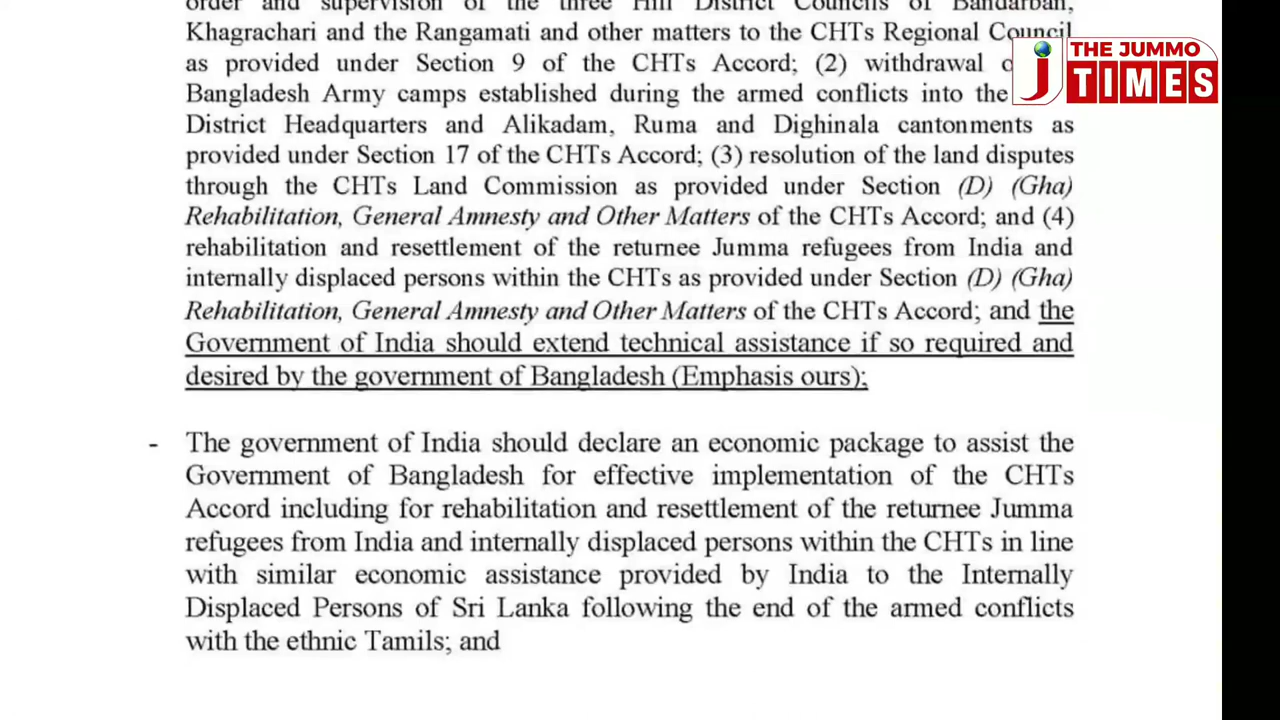 order and supervision of the three Hill District Councils of Bandarban,
Khagrachari and the Rangamati and other matters to the CHTs Regional Council
as provided under Section 9 of the CHTs Accord; (2) withdrawal
Bangladesh Army camps established during the armed conflicts into the
District Headquarters and Alikadam, Ruma and Dighinala cantonments as
provided under Section 17 of the CHTs Accord; (3) resolution of the land disputes
through the CHTs Land Commission as provided under Section (D) (Gha)
Rehabilitation, General Amnesty and Other Matters of the CHTs Accord; and (4)
rehabilitation and resettlement of the returnee Jumma refugees from India and
internally displaced persons within the CHTs as provided under Section (D) (Gha)
Rehabilitation, General Amnesty and Other Matters of the CHTs Accord; and the
Government of India should extend technical assistance if so required and
desired by the government of Bangladesh (Emphasis ours);
- The government of India should declare an economic package to assist the
Government of Bangladesh for effective implementation of the CHTs
Accord including for rehabilitation and resettlement of the returnee Jumma
refugees from India and internally displaced persons within the CHTs in line
with similar economic assistance provided by India to the Internally
Displaced Persons of Sri Lanka following the end of the armed conflicts
with the ethnic Tamils; and
THE JUMMO
TIMES